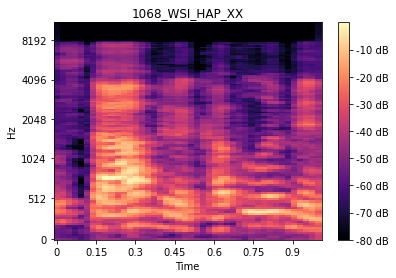 1068_WSI_HAP_XX
8192
4096
2048
1024
512
0
Hz
0 0.15 0.3 0.45 0.6 0.75 0.9
Time
-10 dB
-20 dB
-30 dB
-40 dB
-50 dB
-60 dB
-70 dB
-80 dB